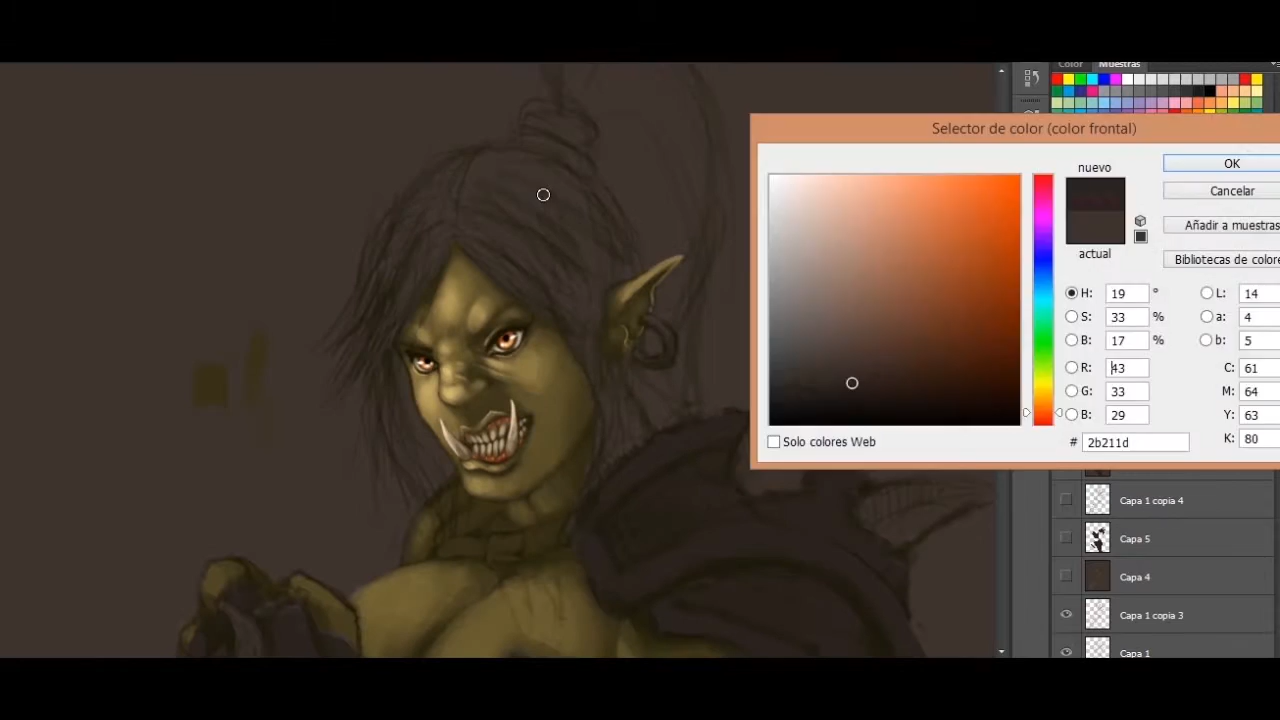 Color Muestras
Selector de color (color frontal)
nuevo
OK
Cancelar
Añadir a muestras
actual
Bibliotecas de colore
H: 19 °
L: 14
S: 33 %
a: 4
B: 17 %
b: 5
R: 43
C: 61
G: 33
M: 64
B: 29
Y: 63
Solo colores Web
# 2b211d
K: 80
Capa 1 copia 4
Capa 5
Capa 4
Capa 1 copia 3
Capa 1